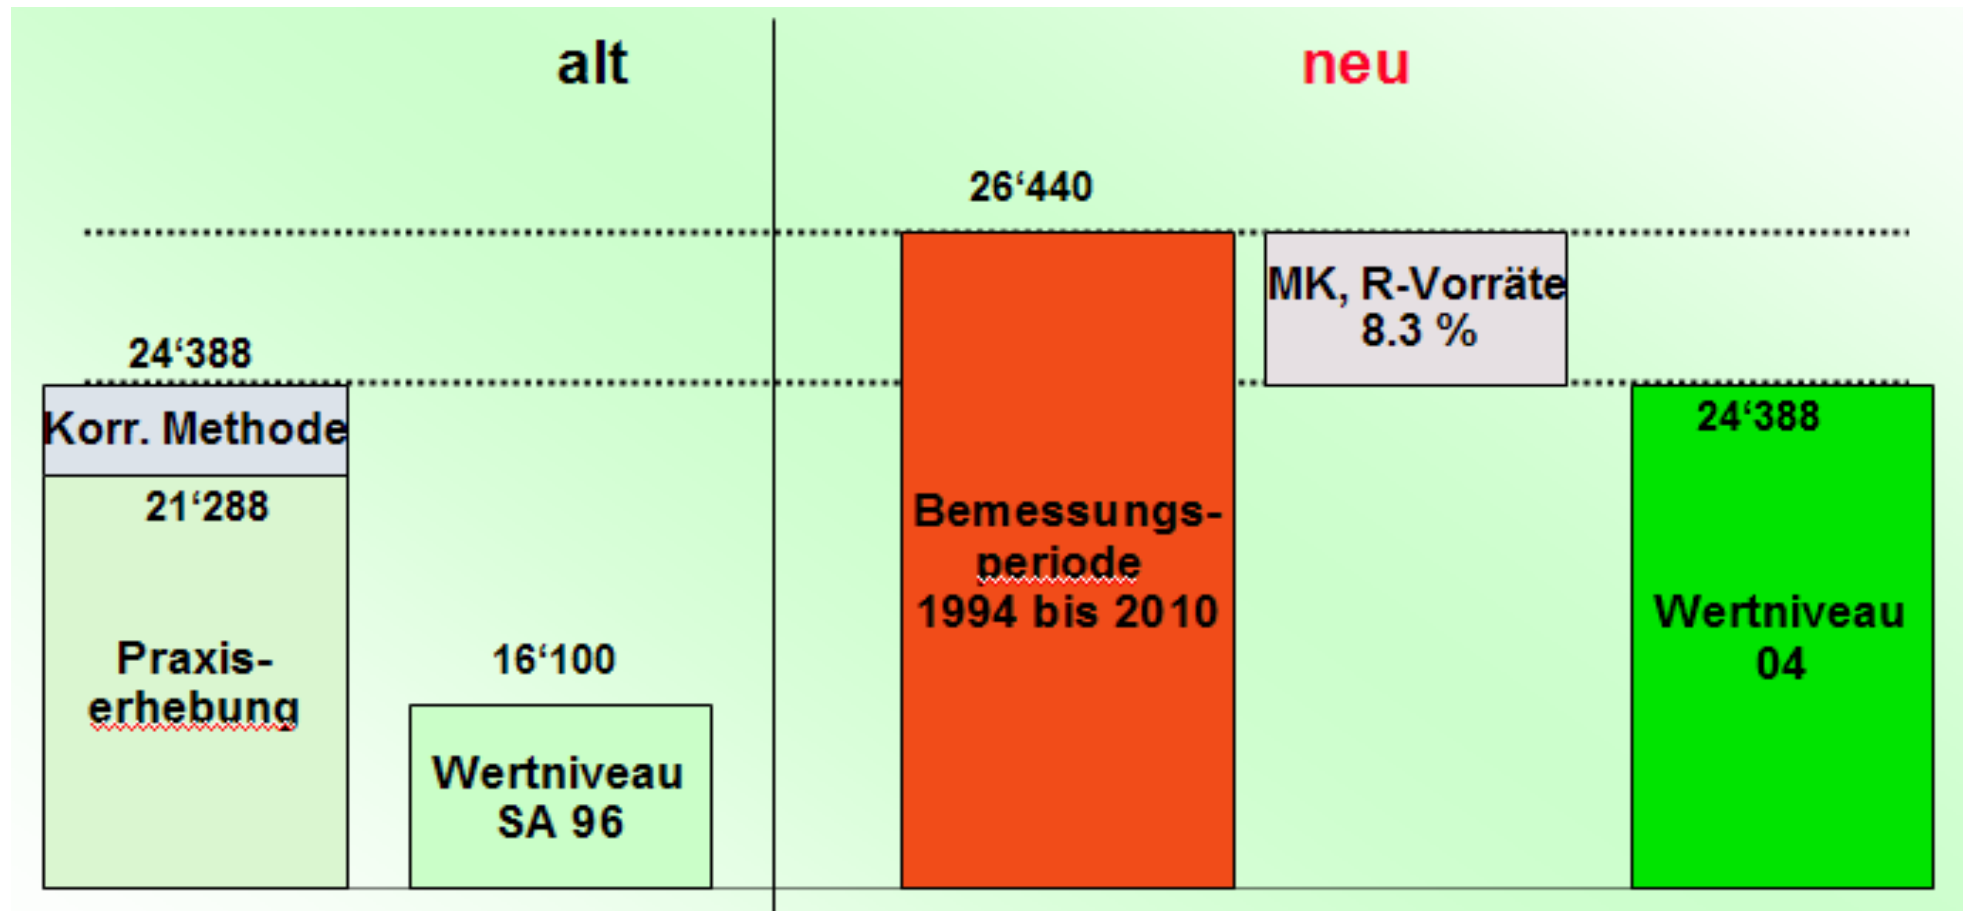 alt
neu
26‘440
MK, R-Vorräte
8.3 %
24‘388
Korr. Methode
24‘388
21‘288
Bemessungs-
periode
1994 bis 2010
Wertniveau
04
Praxis-
erhebung
16‘100
Wertniveau
SA 96